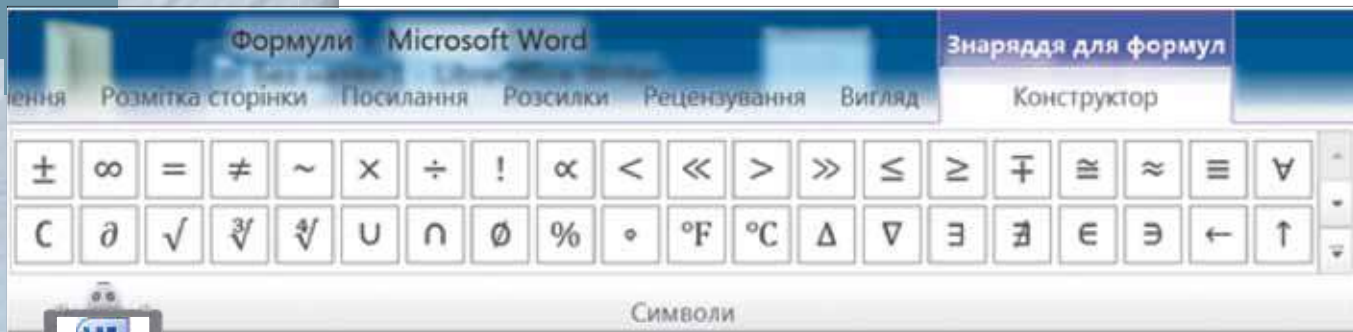 Формули - Microsoft Word
Знаряддя для формул
ення Розмітка сторінки Посилання Розсилки Рецензування Вигляд Конструктор
± ∞ = ≠ ~ × ÷ ! ∝ < ≪ > ≫ ≤ ≥ ∓ ≅ ≈ ≡ ∀
∁ ∂ √ ∛ ∜ ∪ ∩ ∅ % ° °F °C ∆ ∇ ∃ ∄ ∈ ∋ ← ↑
Символи